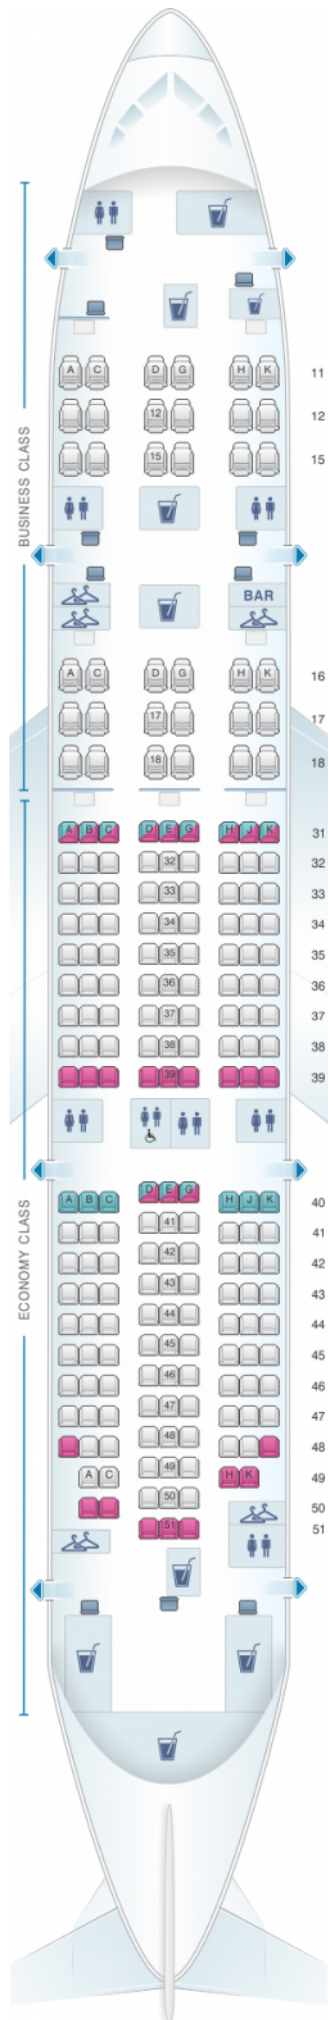 A C D G H K 11
12 12
15 15
BUSINESS CLASS
BAR
A C D G H K 16
17 17
18 18
A B C D E G H J K 31
32 32
33 33
34 34
35 35
36 36
37 37
38 38
39 39
ECONOMY CLASS
A B C D E G H J K 40
41 41
42 42
43 43
44 44
45 45
46 46
47 47
48 48
A C 49 H K 49
50 50
51 51